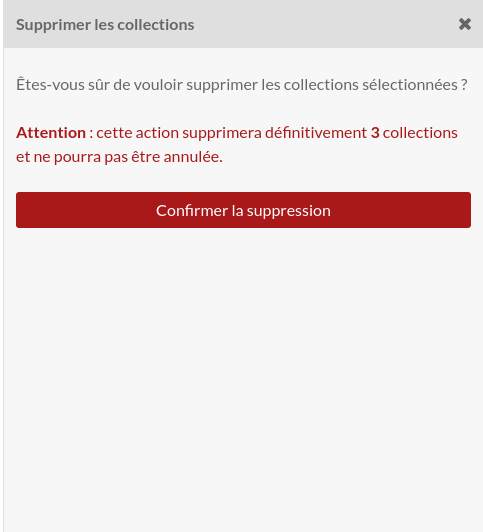 Supprimer les collections
Êtes-vous sûr de vouloir supprimer les collections sélectionnées ?
Attention : cette action supprimera définitivement 3 collections
et ne pourra pas être annulée.
Confirmer la suppression